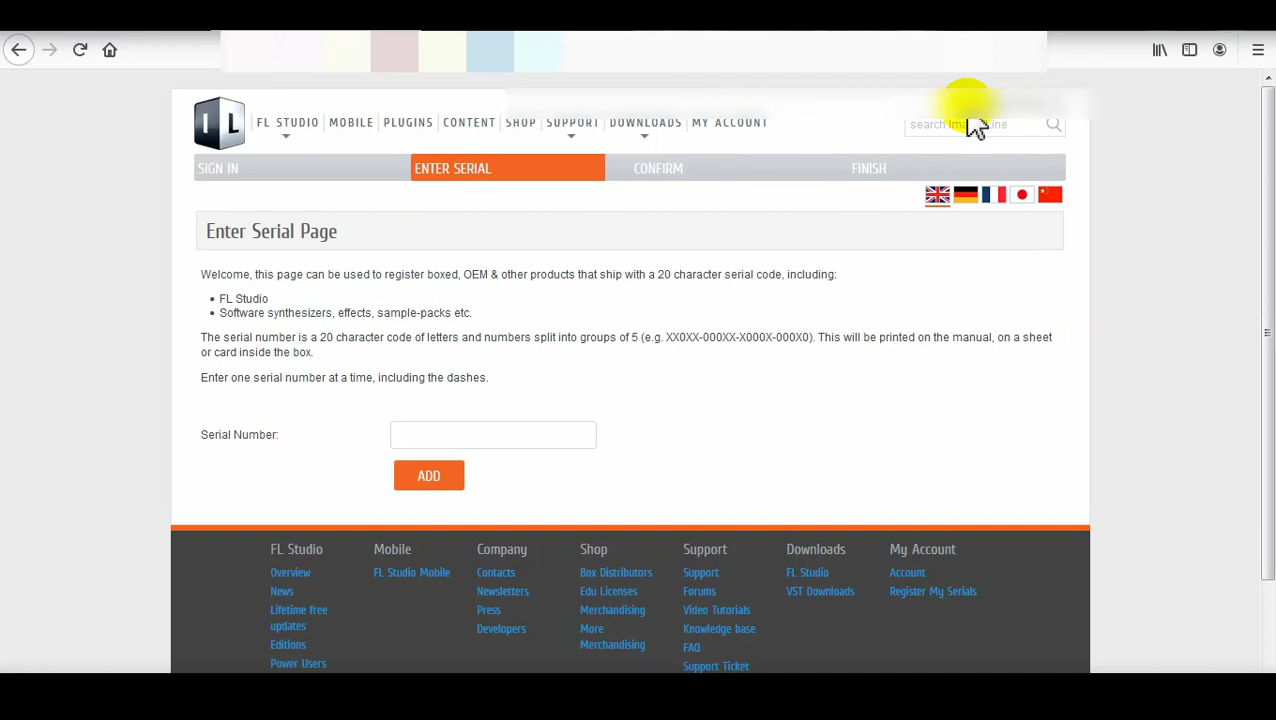 IL
FL STUDIO MOBILE PLUGINS CONTENT SHOP SUPPORT DOWNLOADS MY ACCOUNT
search
SIGN IN ENTER SERIAL CONFIRM FINISH
Enter Serial Page
Welcome, this page can be used to register boxed, OEM & other products that ship with a 20 character serial code, including:
• FL Studio
• Software synthesizers, effects, sample-packs etc.
The serial number is a 20 character code of letters and numbers split into groups of 5 (e.g. XX0XX-000XX-X000X-000X0). This will be printed on the manual, on a sheet
or card inside the box.
Enter one serial number at a time, including the dashes.
Serial Number:
ADD
FL Studio Mobile Company Shop Support Downloads My Account
Overview FL Studio Mobile Contacts Box Distributors Support FL Studio Account
News Newsletters Edu Licenses Forums VST Downloads Register My Serials
Lifetime free Press Merchandising Video Tutorials
updates Developers More Knowledge base
Editions Merchandising FAQ
Power Users Support Ticket